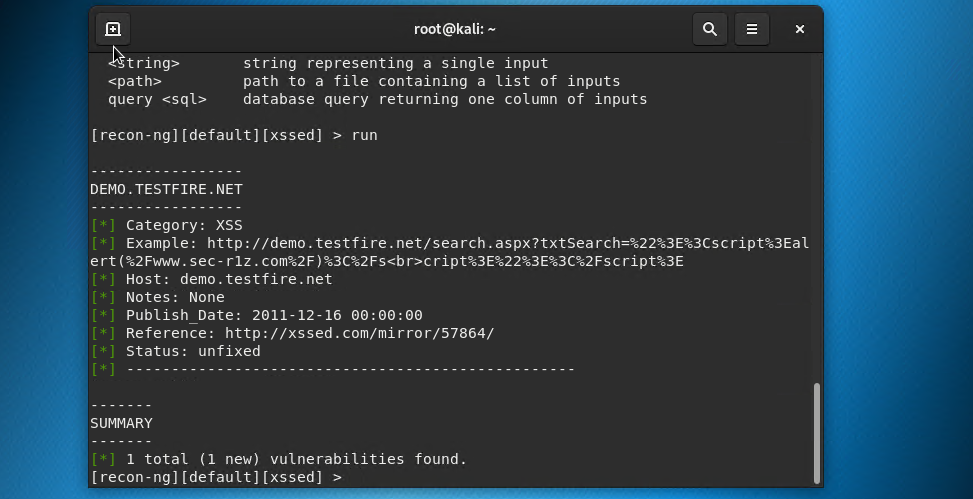 root@kali: ~
<string>       string representing a single input
<path>         path to a file containing a list of inputs
query <sql>    database query returning one column of inputs
[recon-ng][default][xssed] > run
-----------------
DEMO.TESTFIRE.NET
-----------------
[*] Category: XSS
[*] Example: http://demo.testfire.net/search.aspx?txtSearch=%22%3E%3Cscript%3Eal
ert(%2Fwww.sec-r1z.com%2F)%3C%2Fs<br>cript%3E%22%3E%3C%2Fscript%3E
[*] Host: demo.testfire.net
[*] Notes: None
[*] Publish_Date: 2011-12-16 00:00:00
[*] Reference: http://xssed.com/mirror/57864/
[*] Status: unfixed
[*] --------------------------------------------------
-------
SUMMARY
-------
[*] 1 total (1 new) vulnerabilities found.
[recon-ng][default][xssed] >